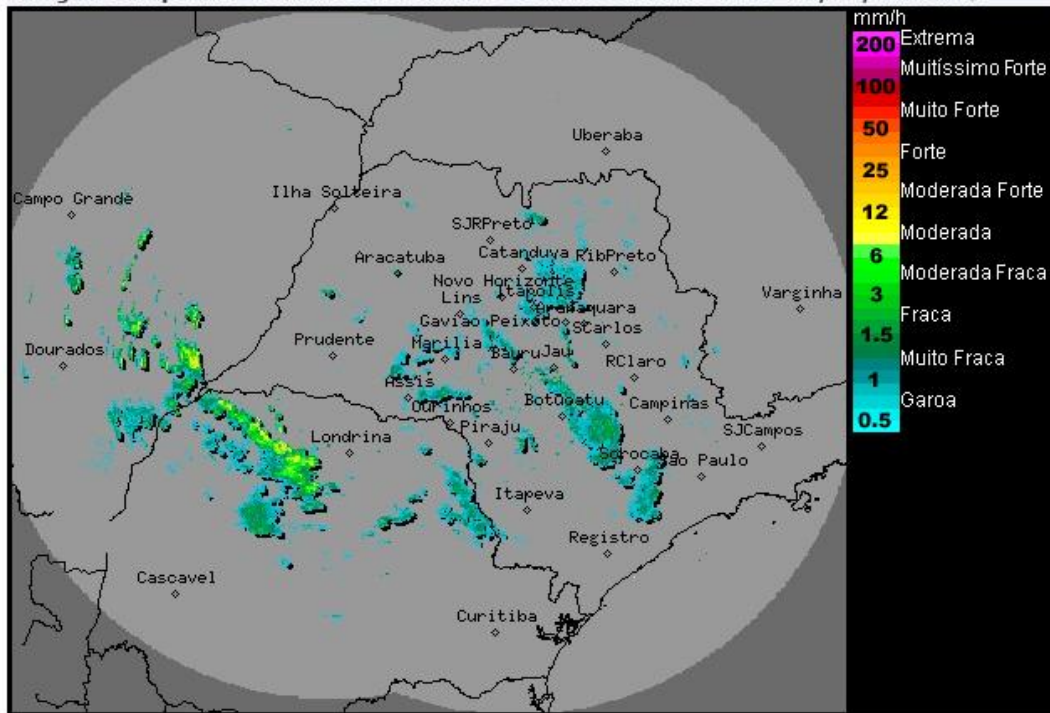 mm/h
200 Extrema
Muitíssimo Forte
100
Muito Forte
50
Forte
25
Moderada Forte
12
Moderada
6
Moderada Fraca
3
Fraca
1.5
Muito Fraca
1
Garoa
0.5
Uberaba
Campo Grande
Ilha Solteira
SJRPreto
Catanduva
Aracatuba
RibPreto
Novo Horizonte
Itapolis
Lins
Araraquara
Varginha
Gaviao Peixoto
SCarlos
Prudente
Marilia
Dourados
Bauru
Jau
RClaro
Assis
Ourinhos
Botucatu
Campinas
Piraju
Londrina
SJCampos
Sorocaba
Sao Paulo
Itapeva
Registro
Cascavel
Curitiba